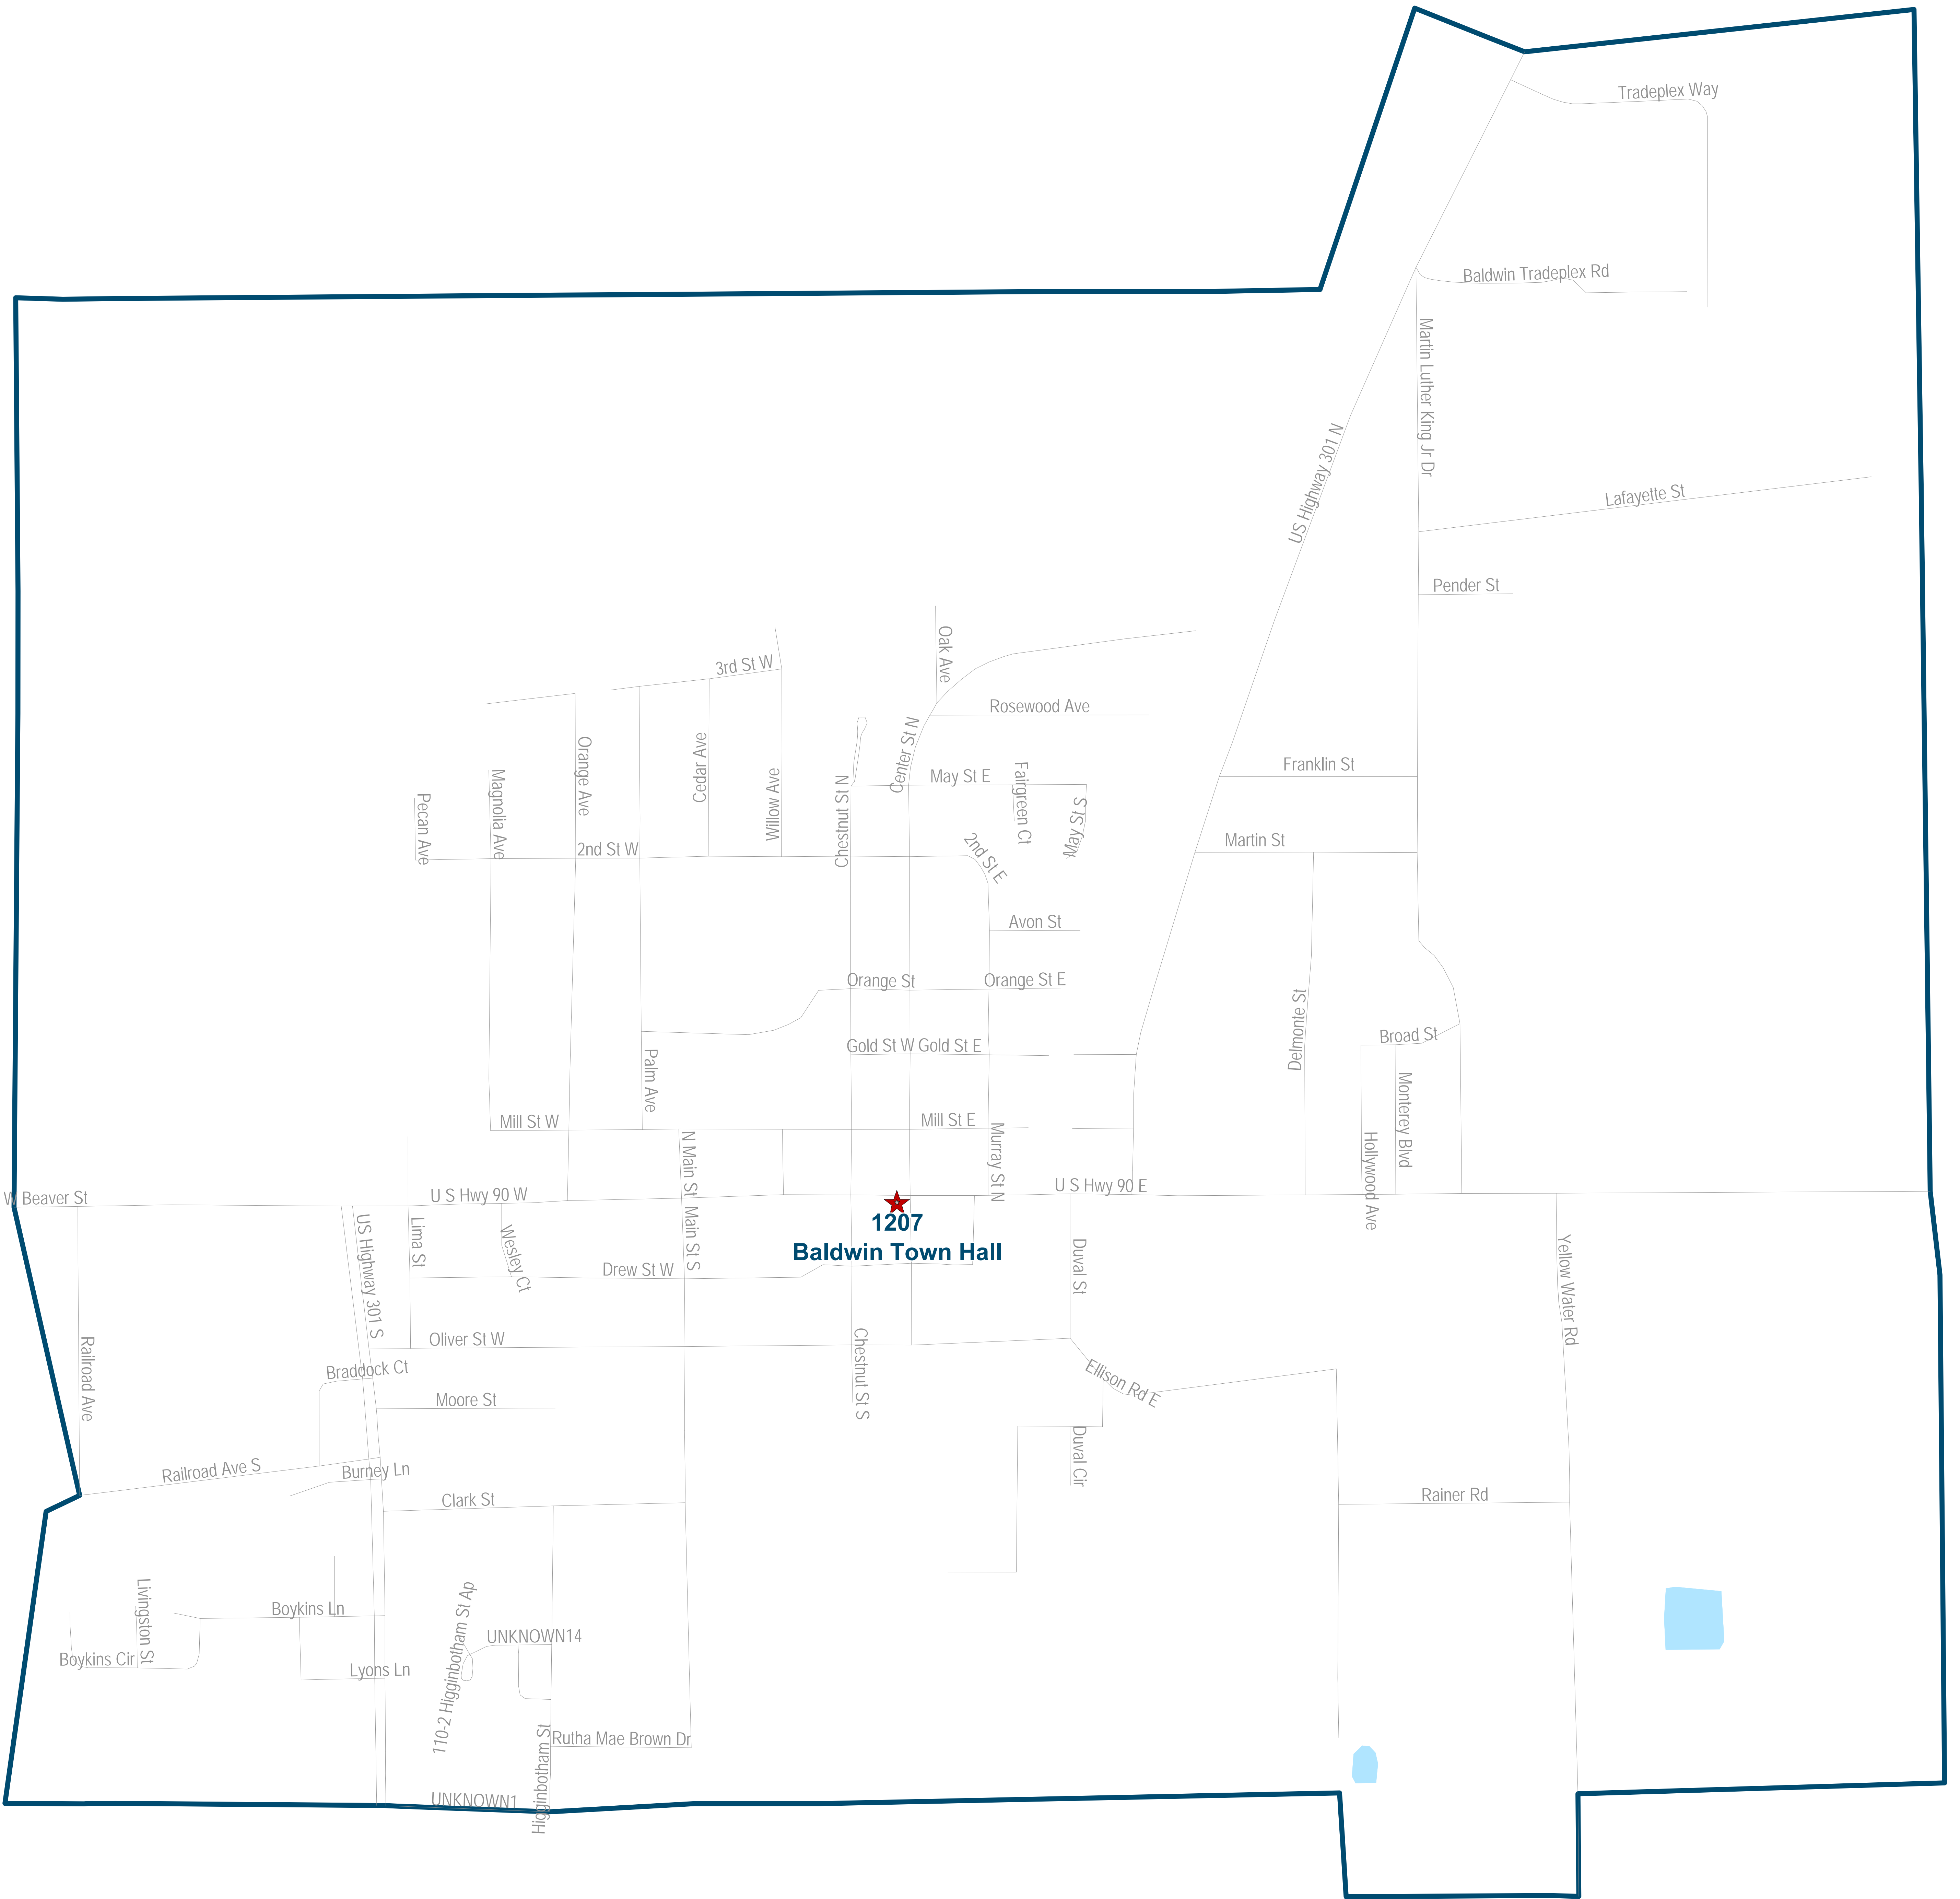 Tradeplex Way
Baldwin Tradeplex Rd
Martin Luther King Jr Dr
US Highway 301 N
Lafayette St
Pender St
Oak Ave
3rd St W
Rosewood Ave
Center St N
Orange Ave
Cedar Ave
Willow Ave
Chestnut St N
May St E
Fairgreen Ct
May St S
Franklin St
Magnolia Ave
Pecan Ave
2nd St W
2nd St E
Martin St
Avon St
Orange St
Orange St E
Delmonte St
Broad St
Gold St W
Gold St E
Palm Ave
Monterey Blvd
Mill St W
Mill St E
N Main St
Murray St N
Hollywood Ave
W Beaver St
U S Hwy 90 W
U S Hwy 90 E
1207
Baldwin Town Hall
US Highway 301 S
Lima St
Wesley Ct
Main St S
Drew St W
Duval St
Yellow Water Rd
Railroad Ave
Oliver St W
Chestnut St S
Braddock Ct
Ellison Rd E
Moore St
Duval Cir
Railroad Ave S
Burney Ln
Clark St
Rainer Rd
Livingston St
Boykins Ln
110-2 Higginbotham St Ap
UNKNOWN14
Boykins Cir
Lyons Ln
Higginbotham St
Rutha Mae Brown Dr
UNKNOWN1